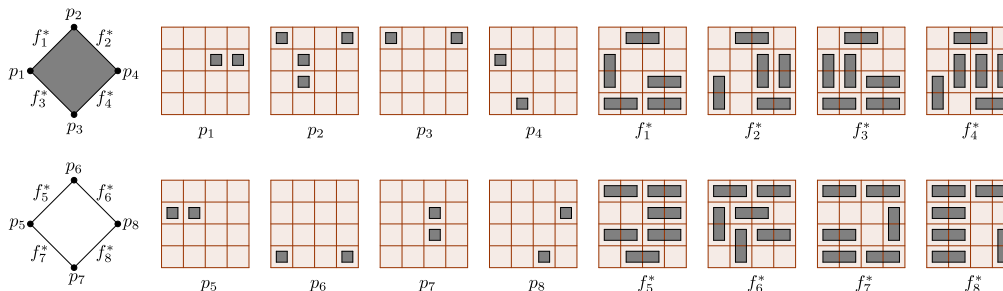 p₂
f₁* f₂*
p₁ p₄
f₃* f₄*
p₃
p₁ p₂ p₃ p₄ f₁* f₂* f₃* f₄*
p₆
f₅* f₆*
p₅ p₈
f₇* f₈*
p₇
p₅ p₆ p₇ p₈ f₅* f₆* f₇* f₈*